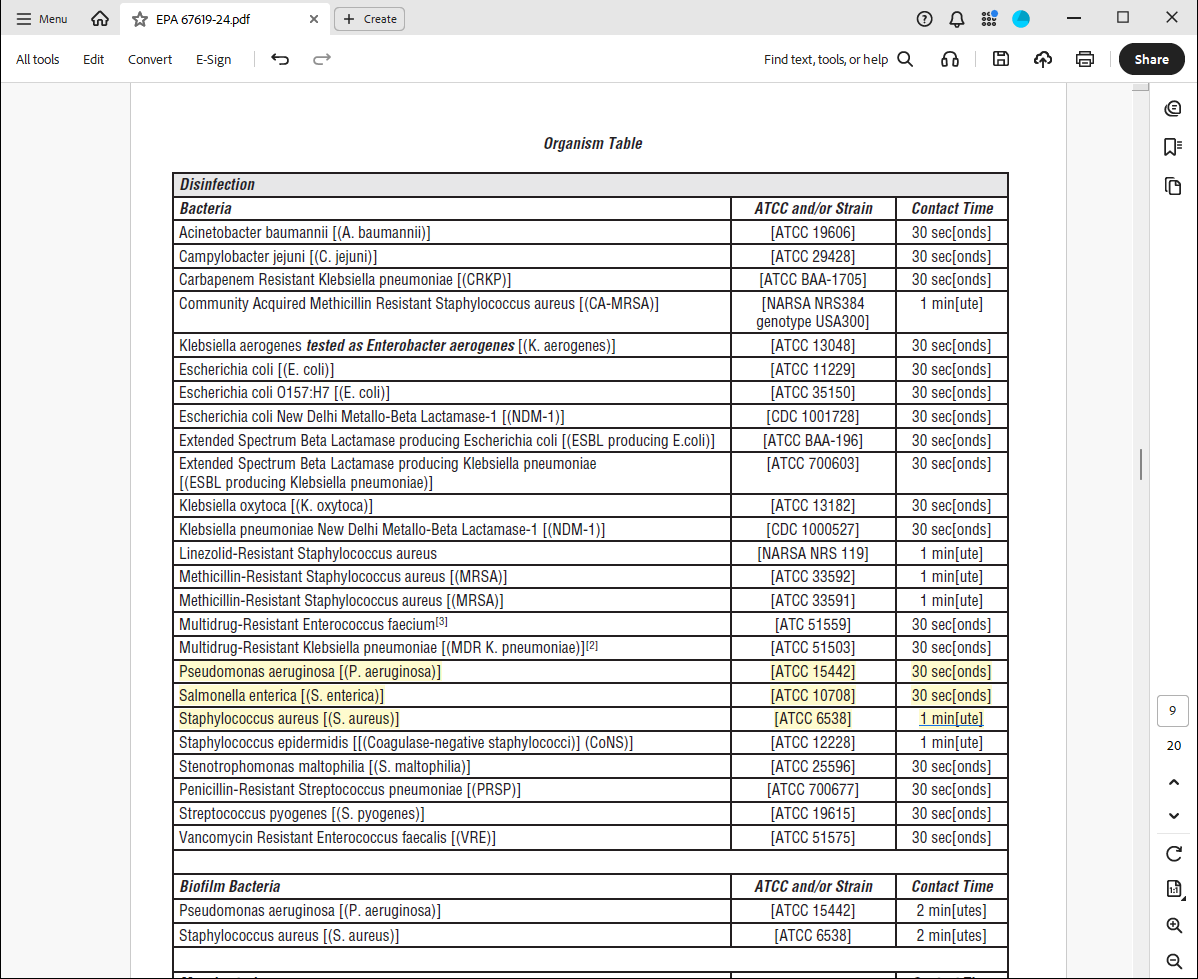 Menu
EPA 67619-24.pdf
Create
All tools
Edit
Convert
E-Sign
Find text, tools, or help
Share
Organism Table
Disinfection
Bacteria ATCC and/or Strain Contact Time
Acinetobacter baumannii [(A. baumannii)] [ATCC 19606] 30 sec[onds]
Campylobacter jejuni [(C. jejuni)] [ATCC 29428] 30 sec[onds]
Carbapenem Resistant Klebsiella pneumoniae [(CRKP)] [ATCC BAA-1705] 30 sec[onds]
Community Acquired Methicillin Resistant Staphylococcus aureus [(CA-MRSA)] [NARSA NRS384 1 min[ute]
genotype USA300]
Klebsiella aerogenes tested as Enterobacter aerogenes [(K. aerogenes)] [ATCC 13048] 30 sec[onds]
Escherichia coli [(E. coli)] [ATCC 11229] 30 sec[onds]
Escherichia coli O157:H7 [(E. coli)] [ATCC 35150] 30 sec[onds]
Escherichia coli New Delhi Metallo-Beta Lactamase-1 [(NDM-1)] [CDC 1001728] 30 sec[onds]
Extended Spectrum Beta Lactamase producing Escherichia coli [(ESBL producing E.coli)] [ATCC BAA-196] 30 sec[onds]
Extended Spectrum Beta Lactamase producing Klebsiella pneumoniae [ATCC 700603] 30 sec[onds]
[(ESBL producing Klebsiella pneumoniae)]
Klebsiella oxytoca [(K. oxytoca)] [ATCC 13182] 30 sec[onds]
Klebsiella pneumoniae New Delhi Metallo-Beta Lactamase-1 [(NDM-1)] [CDC 1000527] 30 sec[onds]
Linezolid-Resistant Staphylococcus aureus [NARSA NRS 119] 1 min[ute]
Methicillin-Resistant Staphylococcus aureus [(MRSA)] [ATCC 33592] 1 min[ute]
Methicillin-Resistant Staphylococcus aureus [(MRSA)] [ATCC 33591] 1 min[ute]
Multidrug-Resistant Enterococcus faecium[3] [ATC 51559] 30 sec[onds]
Multidrug-Resistant Klebsiella pneumoniae [(MDR K. pneumoniae)][2] [ATCC 51503] 30 sec[onds]
Pseudomonas aeruginosa [(P. aeruginosa)] [ATCC 15442] 30 sec[onds]
Salmonella enterica [(S. enterica)] [ATCC 10708] 30 sec[onds]
Staphylococcus aureus [(S. aureus)] [ATCC 6538] 1 min[ute]
Staphylococcus epidermidis [[(Coagulase-negative staphylococci)] (CoNS)] [ATCC 12228] 1 min[ute]
Stenotrophomonas maltophilia [(S. maltophilia)] [ATCC 25596] 30 sec[onds]
Penicillin-Resistant Streptococcus pneumoniae [(PRSP)] [ATCC 700677] 30 sec[onds]
Streptococcus pyogenes [(S. pyogenes)] [ATCC 19615] 30 sec[onds]
Vancomycin Resistant Enterococcus faecalis [(VRE)] [ATCC 51575] 30 sec[onds]
Biofilm Bacteria ATCC and/or Strain Contact Time
Pseudomonas aeruginosa [(P. aeruginosa)] [ATCC 15442] 2 min[utes]
Staphylococcus aureus [(S. aureus)] [ATCC 6538] 2 min[utes]
9
20
1:1